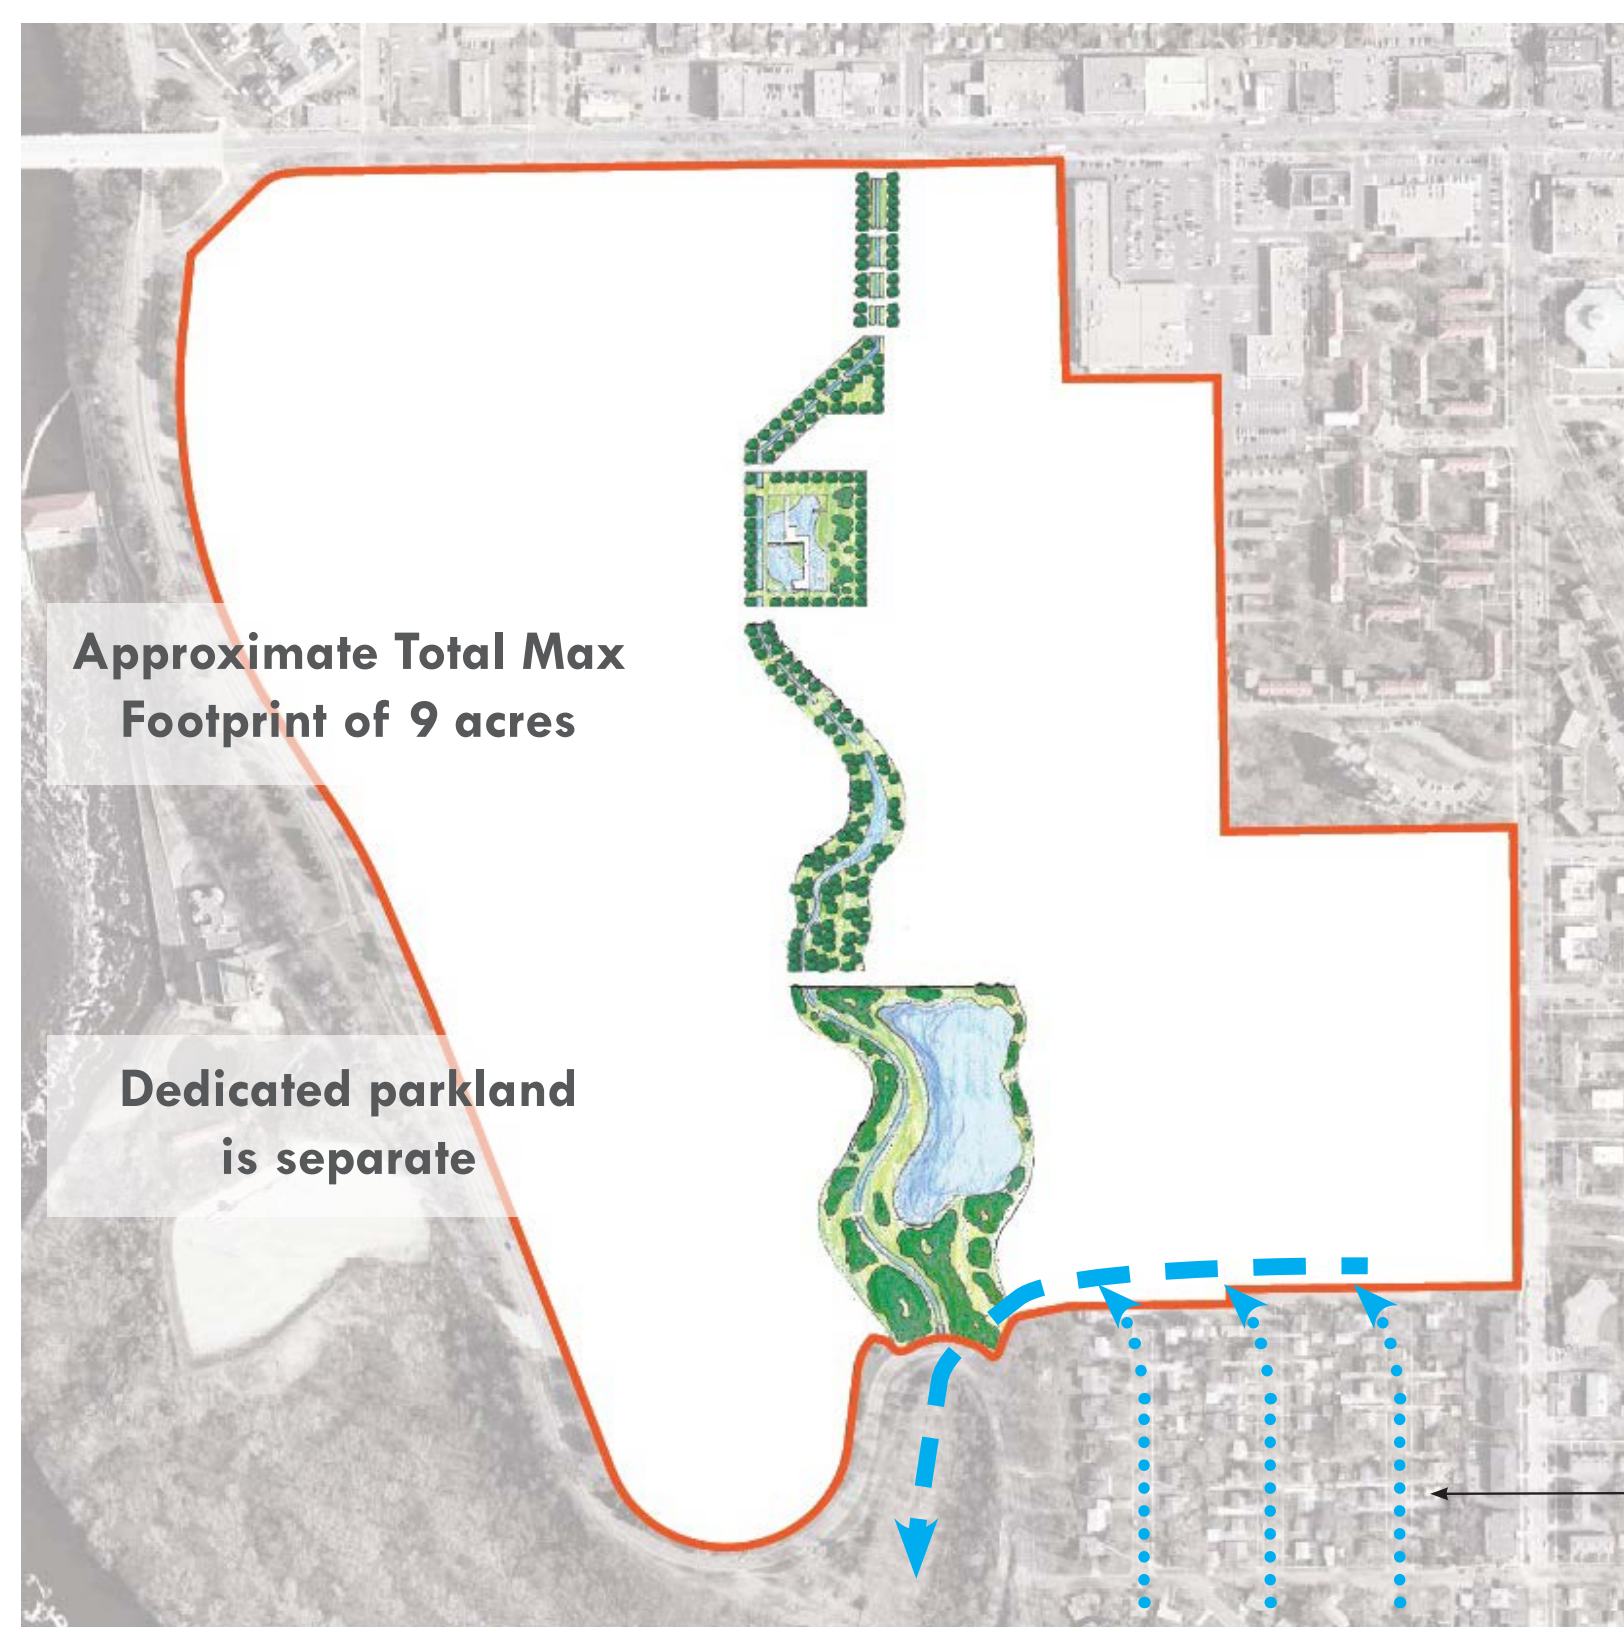 Approximate Total Max
Footprint of 9 acres
Dedicated parkland
is separate